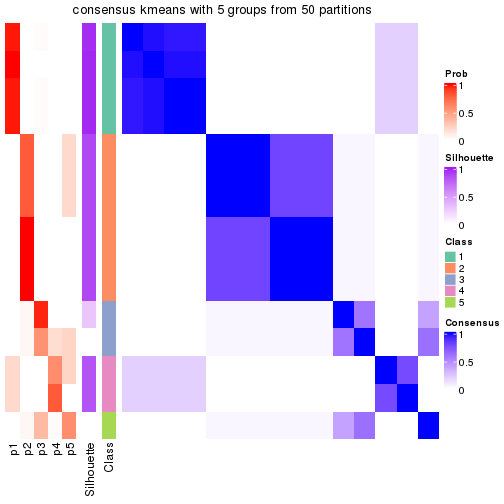 consensus kmeans with 5 groups from 50 partitions
Prob
1
0.5
0
Silhouette
1
0.5
0
Class
1
2
3
4
5
Consensus
1
0.5
0
p1
p2
p3
p4
p5
Silhouette
Class